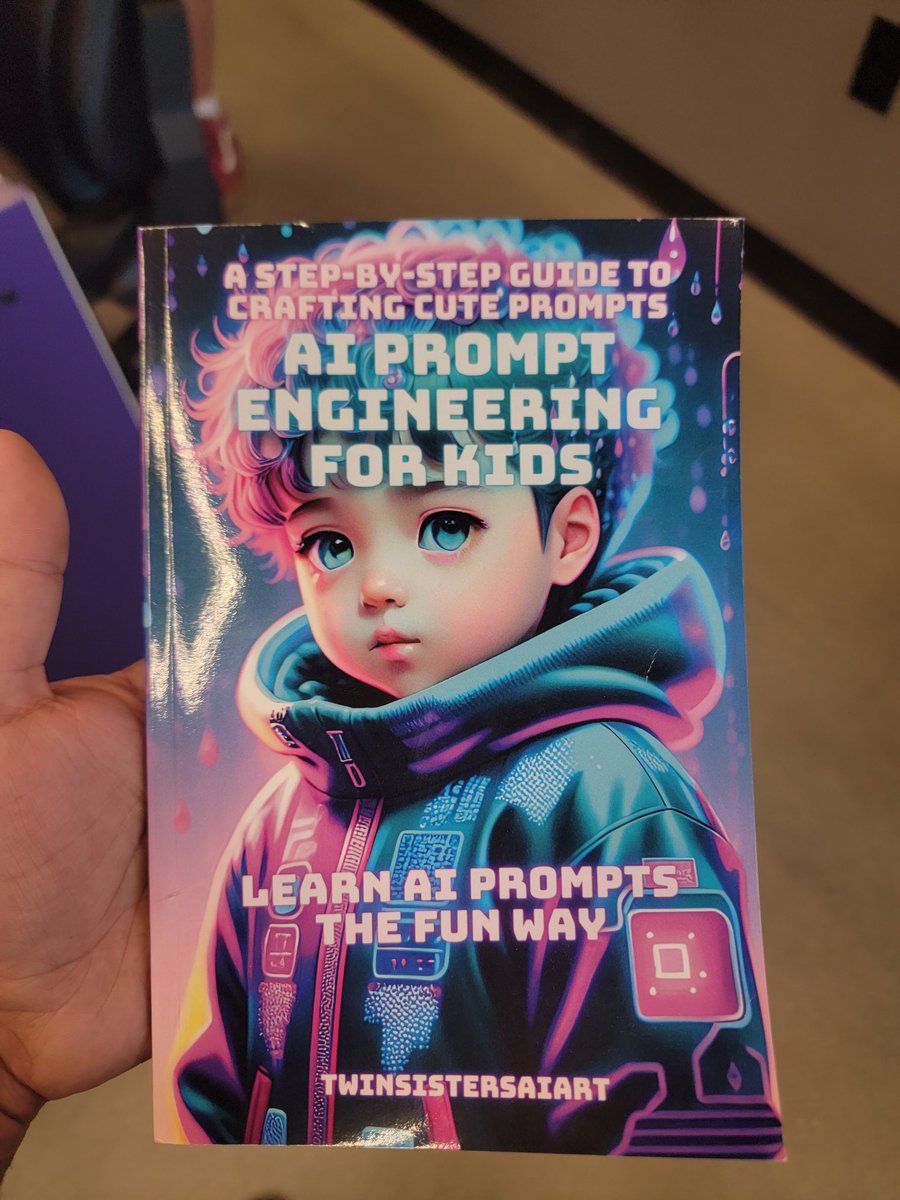 A STEP-BY-STEP GUIDE TO
CRAFTING CUTE PROMPTS
AI PROMPT
ENGINEERING
FOR KIDS
LEARN AI PROMPTS
THE FUN WAY
TWINSISTERSAIART